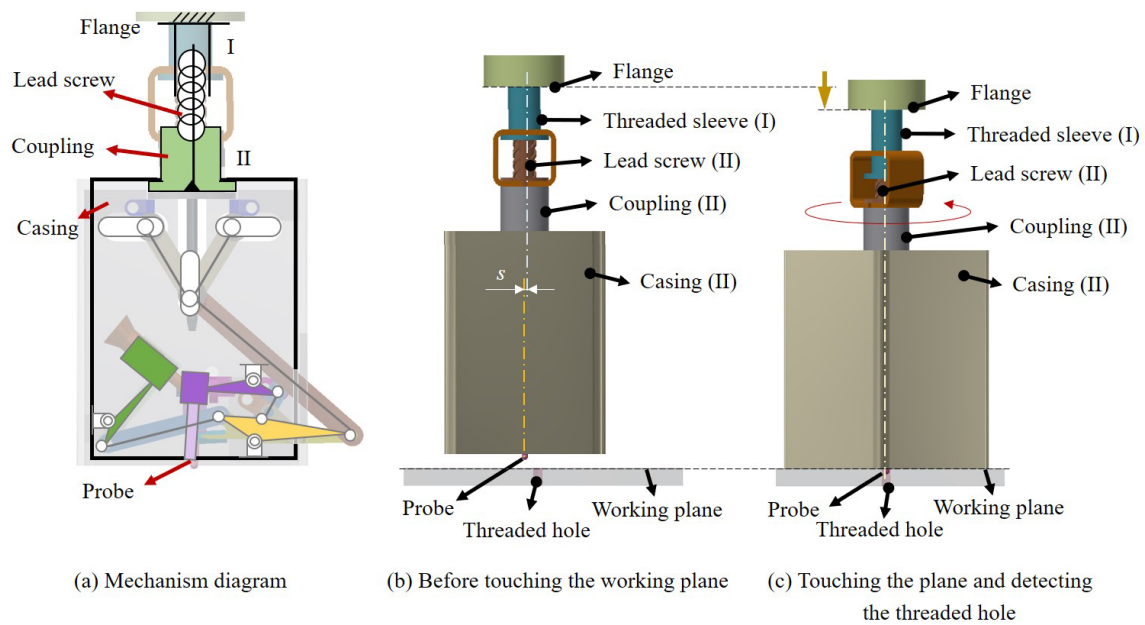 Flange
I
Lead screw
Coupling
II
Casing
Probe
(a) Mechanism diagram
Flange
Threaded sleeve (I)
Lead screw (II)
Coupling (II)
s
Casing (II)
Probe
Working plane
Threaded hole
(b) Before touching the working plane
Flange
Threaded sleeve (I)
Lead screw (II)
Coupling (II)
Casing (II)
Probe
Working plane
Threaded hole
(c) Touching the plane and detecting
the threaded hole